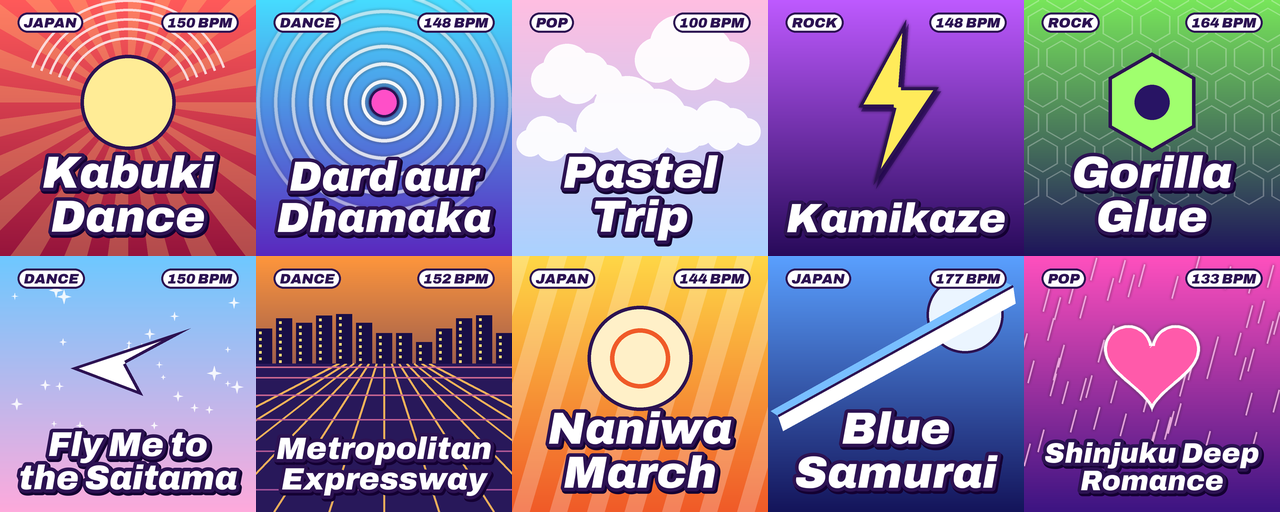 JAPAN 150 BPM
Kabuki
Dance
DANCE 148 BPM
Dard aur
Dhamaka
POP 100 BPM
Pastel
Trip
ROCK 148 BPM
Kamikaze
ROCK 164 BPM
Gorilla
Glue
DANCE 150 BPM
Fly Me to
the Saitama
DANCE 152 BPM
Metropolitan
Expressway
JAPAN 144 BPM
Naniwa
March
JAPAN 177 BPM
Blue
Samurai
POP 133 BPM
Shinjuku Deep
Romance